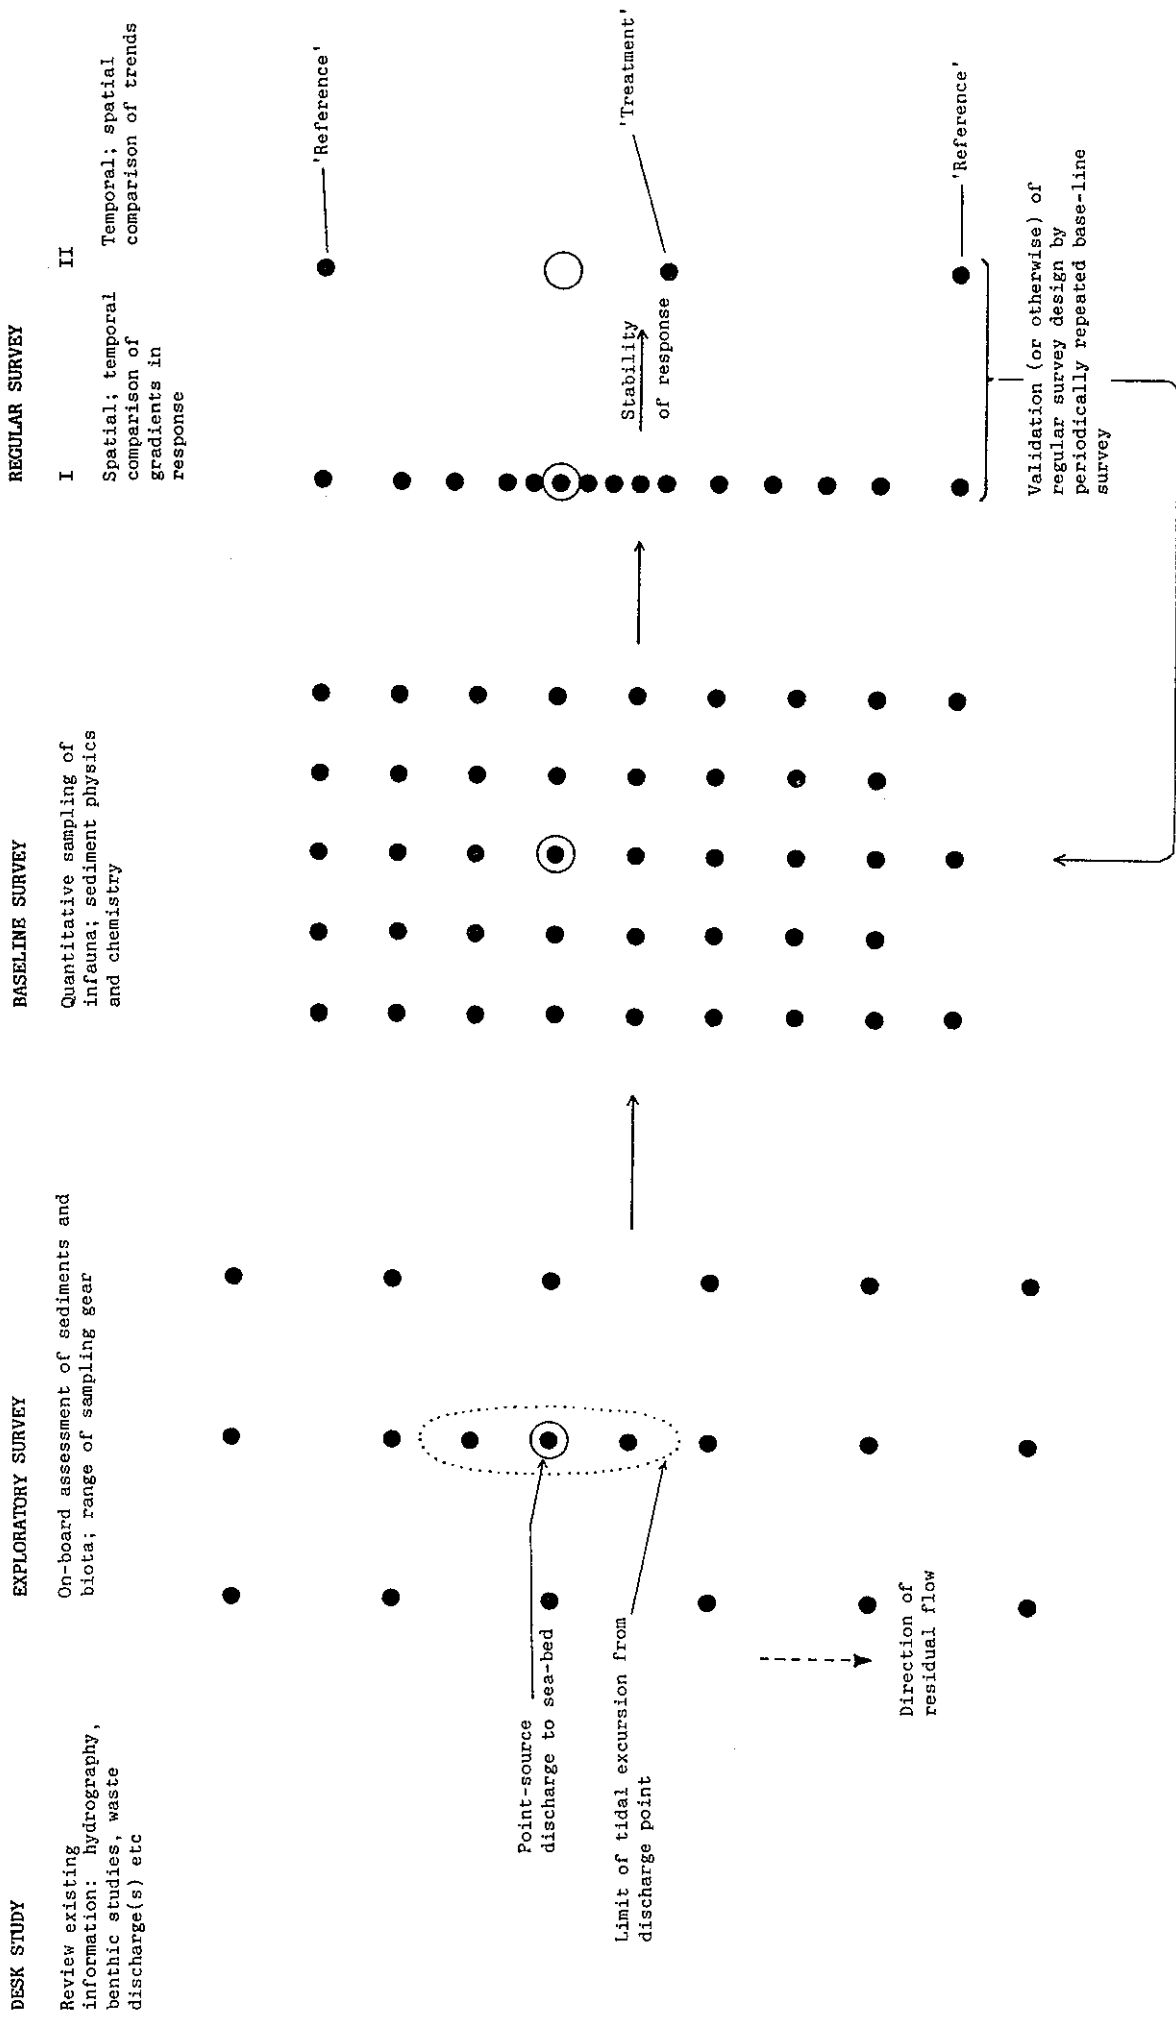 DESK STUDY
Review existing
information: hydrography,
benthic studies, waste
discharge(s) etc
EXPLORATORY SURVEY
On-board assessment of sediments and
biota; range of sampling gear
Point-source
discharge to sea-bed
Limit of tidal excursion from
discharge point
Direction of
residual flow
BASELINE SURVEY
Quantitative sampling of
infauna; sediment physics
and chemistry
REGULAR SURVEY
I
Spatial; temporal
comparison of
gradients in
response
II
Temporal; spatial
comparison of trends
'Reference'
Stability
of response
'Treatment'
'Reference'
Validation (or otherwise) of
regular survey design by
periodically repeated base-line
survey